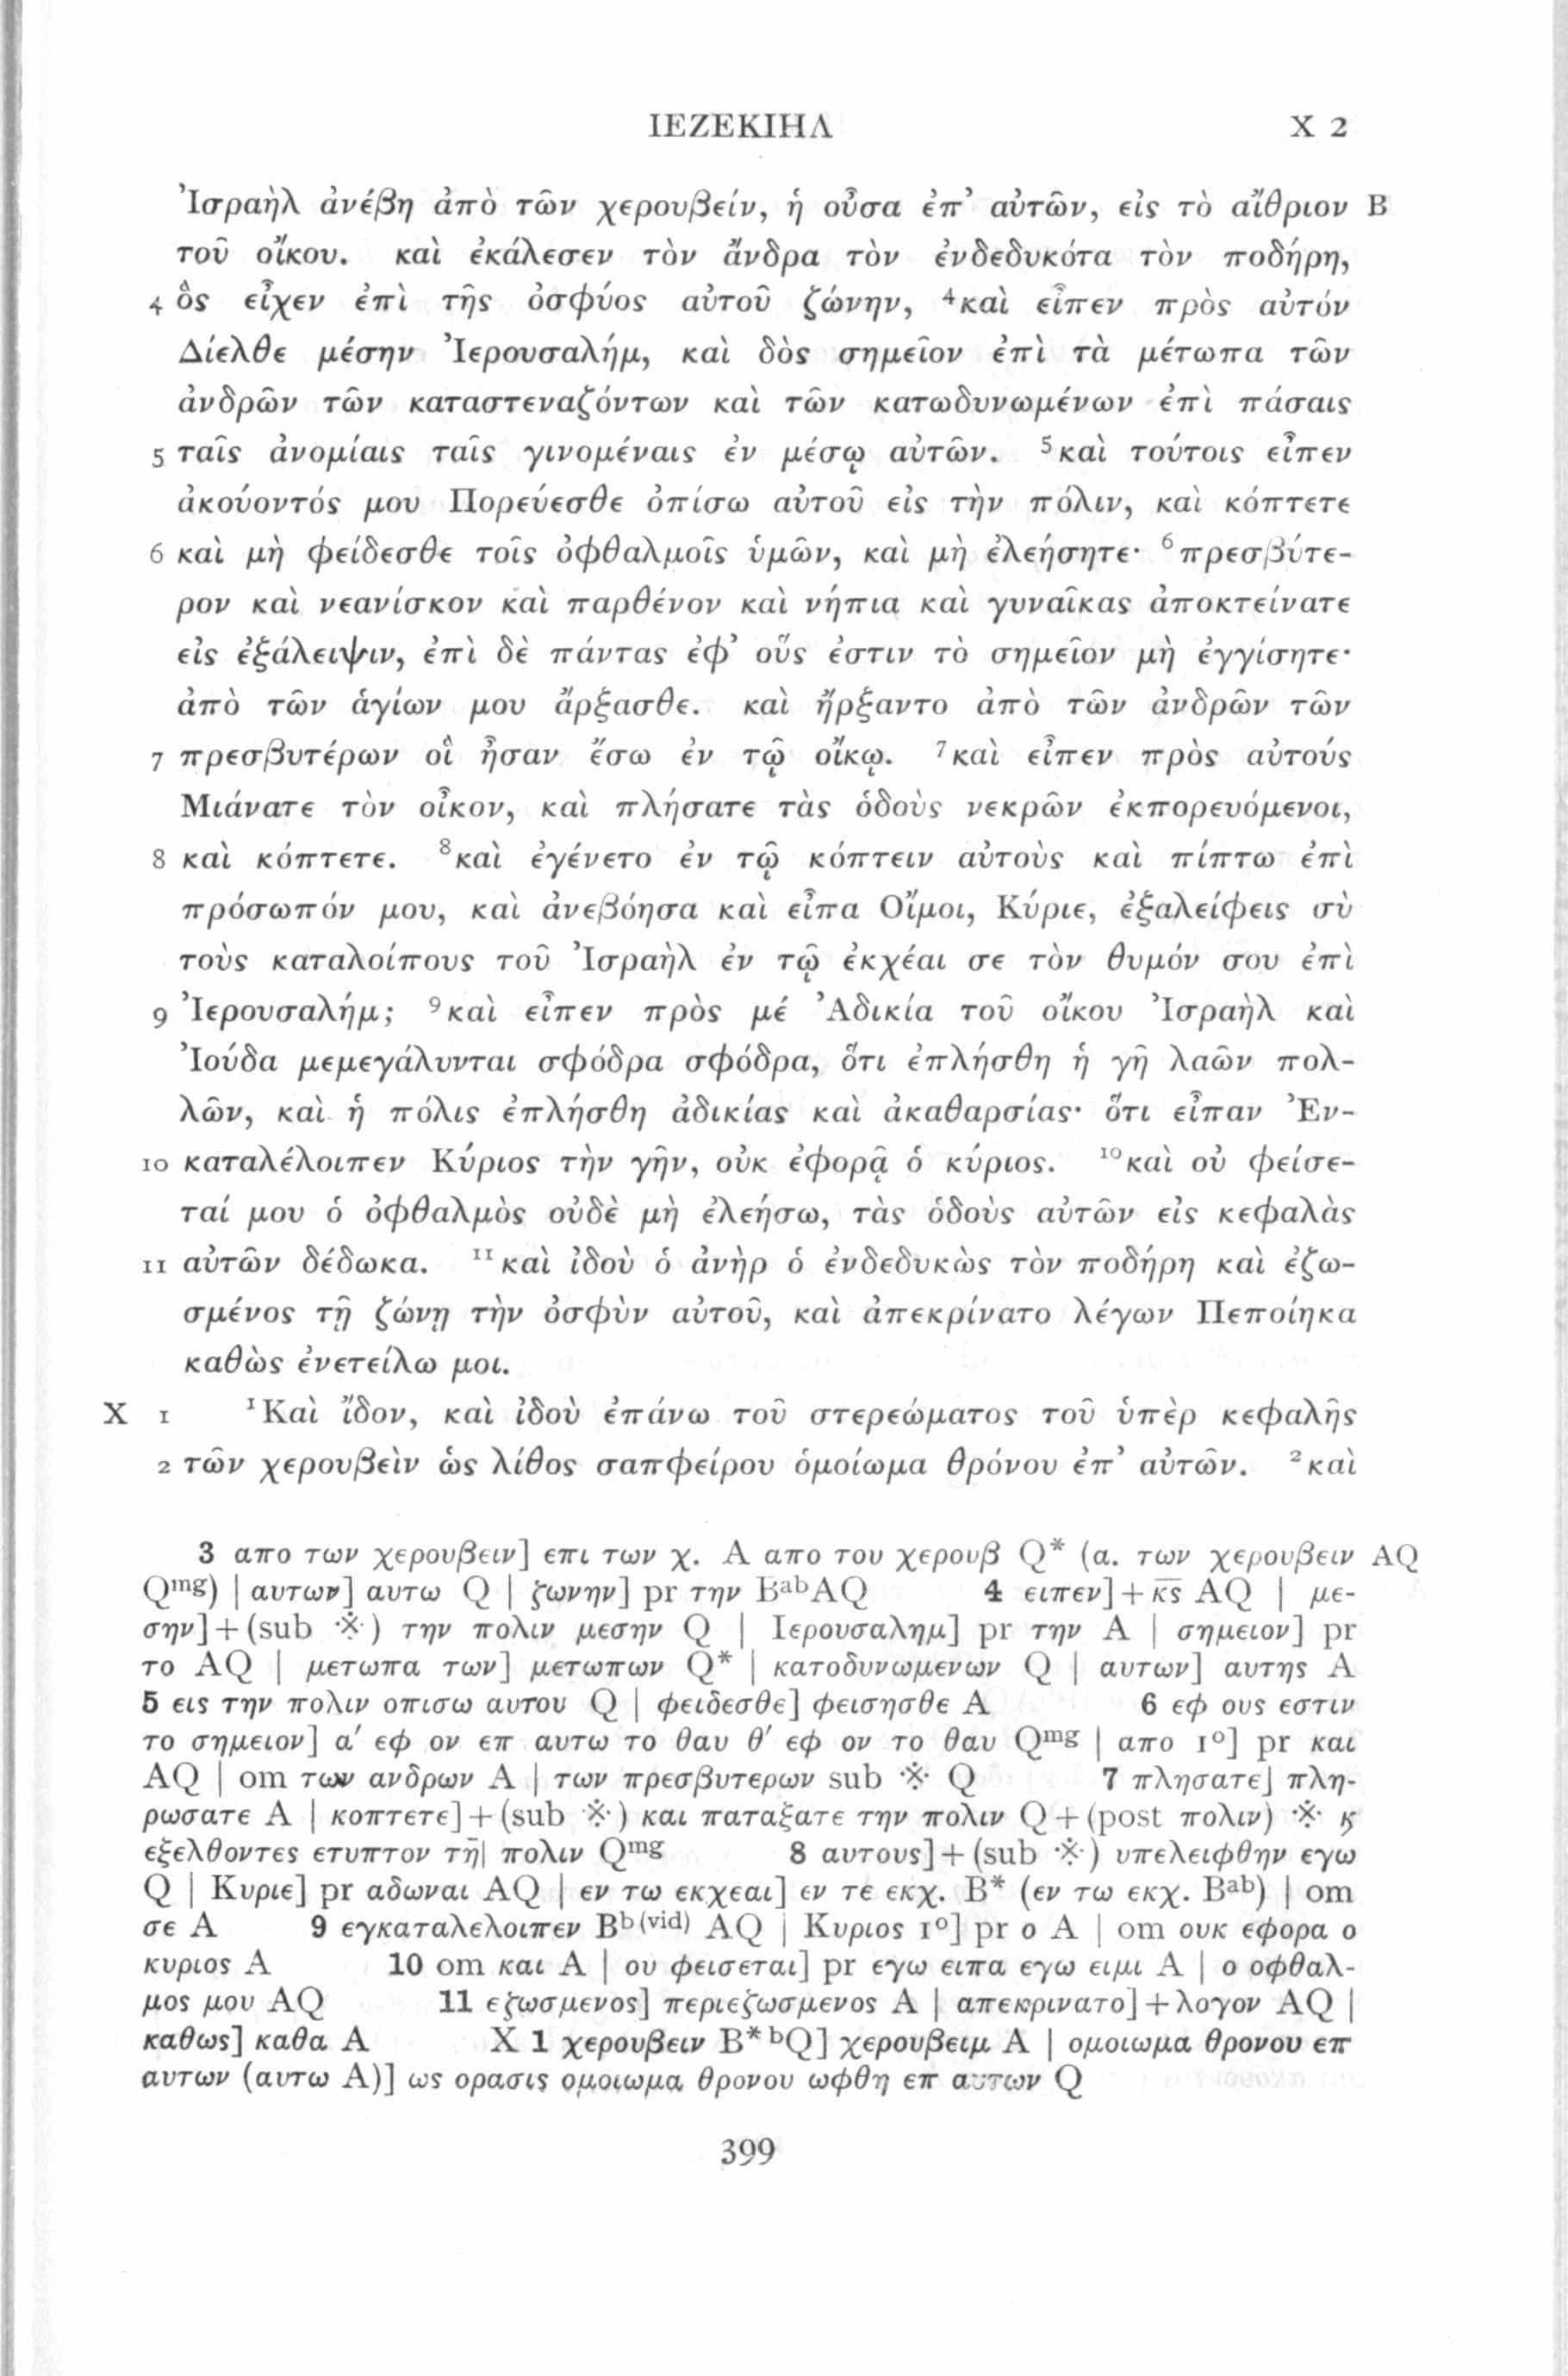 ΙΕΖΕΚΙΗΛ X 2
Ἰσραὴλ ἀνέβη ἀπὸ τῶν χερουβείν, ἡ οὖσα ἐπ’ αὐτῶν, εἰς τὸ αἴθριον B
τοῦ οἴκου. καὶ ἐκάλεσεν τὸν ἄνδρα τὸν ἐνδεδυκότα τὸν ποδήρη,
4 ὃς εἶχεν ἐπὶ τῆς ὀσφύος αὐτοῦ ζώνην, ⁴καὶ εἶπεν πρὸς αὐτόν
Δίελθε μέσην Ἰερουσαλήμ, καὶ δὸς σημεῖον ἐπὶ τὰ μέτωπα τῶν
ἀνδρῶν τῶν καταστεναζόντων καὶ τῶν κατωδυνωμένων ἐπὶ πάσαις
5 ταῖς ἀνομίαις ταῖς γινομέναις ἐν μέσῳ αὐτῶν. ⁵καὶ τούτοις εἶπεν
ἀκούοντός μου Πορεύεσθε ὀπίσω αὐτοῦ εἰς τὴν πόλιν, καὶ κόπτετε
6 καὶ μὴ φείδεσθε τοῖς ὀφθαλμοῖς ὑμῶν, καὶ μὴ ἐλεήσητε· ⁶πρεσβύτε-
ρον καὶ νεανίσκον καὶ παρθένον καὶ νήπια καὶ γυναῖκας ἀποκτείνατε
εἰς ἐξάλειψιν, ἐπὶ δὲ πάντας ἐφ’ οὕς ἐστιν τὸ σημεῖον μὴ ἐγγίσητε·
ἀπὸ τῶν ἁγίων μου ἄρξασθε. καὶ ἤρξαντο ἀπὸ τῶν ἀνδρῶν τῶν
7 πρεσβυτέρων οἳ ἦσαν ἔσω ἐν τῷ οἴκῳ. ⁷καὶ εἶπεν πρὸς αὐτούς
Μιάνατε τὸν οἶκον, καὶ πλήσατε τὰς ὁδοὺς νεκρῶν ἐκπορευόμενοι,
8 καὶ κόπτετε. ⁸καὶ ἐγένετο ἐν τῷ κόπτειν αὐτοὺς καὶ πίπτω ἐπὶ
πρόσωπόν μου, καὶ ἀνεβόησα καὶ εἶπα Οἴμοι, Κύριε, ἐξαλείφεις σὺ
τοὺς καταλοίπους τοῦ Ἰσραὴλ ἐν τῷ ἐκχέαι σε τὸν θυμόν σου ἐπὶ
9 Ἰερουσαλήμ; ⁹καὶ εἶπεν πρὸς μέ Ἀδικία τοῦ οἴκου Ἰσραὴλ καὶ
Ἰούδα μεμεγάλυνται σφόδρα σφόδρα, ὅτι ἐπλήσθη ἡ γῆ λαῶν πολ-
λῶν, καὶ ἡ πόλις ἐπλήσθη ἀδικίας καὶ ἀκαθαρσίας· ὅτι εἶπαν Ἐν-
10 καταλέλοιπεν Κύριος τὴν γῆν, οὐκ ἐφορᾷ ὁ κύριος. ¹⁰καὶ οὐ φείσε-
ταί μου ὁ ὀφθαλμὸς οὐδὲ μὴ ἐλεήσω, τὰς ὁδοὺς αὐτῶν εἰς κεφαλὰς
11 αὐτῶν δέδωκα. ¹¹καὶ ἰδοὺ ὁ ἀνὴρ ὁ ἐνδεδυκὼς τὸν ποδήρη καὶ ἐζω-
σμένος τῇ ζώνῃ τὴν ὀσφὺν αὐτοῦ, καὶ ἀπεκρίνατο λέγων Πεποίηκα
καθὼς ἐνετείλω μοι.
X 1 ¹Καὶ ἴδον, καὶ ἰδοὺ ἐπάνω τοῦ στερεώματος τοῦ ὑπὲρ κεφαλῆς
2 τῶν χερουβεὶν ὡς λίθος σαπφείρου ὁμοίωμα θρόνου ἐπ’ αὐτῶν. ²καὶ
3 απο των χερουβειν] επι των χ. A απο του χερουβ Q* (α. των χερουβειν AQ
Qᵐᵍ) | αυτων] αυτω Q | ζωνην] pr την BᵃᵇAQ 4 ειπεν] + κ̅ς̅ AQ | με-
σην] + (sub ※) την πολιν μεσην Q | Ιερουσαλημ] pr την A | σημειον] pr
το AQ | μετωπα των] μετωπων Q* | κατοδυνωμενων Q | αυτων] αυτης A
5 εις την πολιν οπισω αυτου Q | φειδεσθε] φεισησθε A 6 εφ ους εστιν
το σημειον] α′ εφ ον επ αυτω το θαυ θ′ εφ ον το θαυ Qᵐᵍ | απο 1°] pr και
AQ | om των ανδρων A | των πρεσβυτερων sub ※ Q 7 πλησατε] πλη-
ρωσατε A | κοπτετε] + (sub ※) και παταξατε την πολιν Q + (post πολιν) ※ ϗ
εξελθοντες ετυπτον τη̅| πολιν Qᵐᵍ 8 αυτους] + (sub ※) υπελειφθην εγω
Q | Κυριε] pr αδωναι AQ | εν τω εκχεαι] εν τε εκχ. B* (εν τω εκχ. Bᵃᵇ) | om
σε A 9 εγκαταλελοιπεν Bᵇ⁽ᵛⁱᵈ⁾ AQ | Κυριος 1°] pr ο A | om ουκ εφορα ο
κυριος A 10 om και A | ου φεισεται] pr εγω ειπα εγω ειμι A | ο οφθαλ-
μος μου AQ 11 εζωσμενος] περιεζωσμενος A | απεκρινατο] + λογον AQ |
καθως] καθα A X 1 χερουβειν B*ᵇQ] χερουβειμ A | ομοιωμα θρονου επ
αυτων (αυτω A)] ως ορασις ομοιωμα θρονου ωφθη επ αυτων Q
399